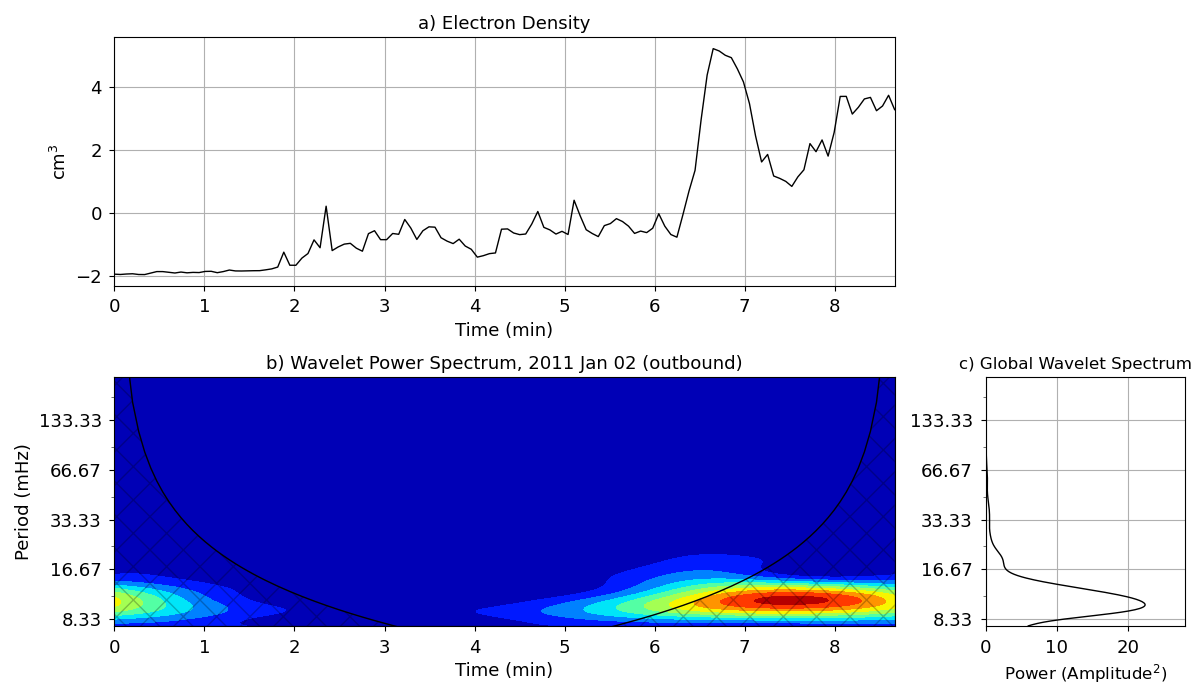 a) Electron Density
cm³
4
2
0
−2
0 1 2 3 4 5 6 7 8
Time (min)
b) Wavelet Power Spectrum, 2011 Jan 02 (outbound)
Period (mHz)
133.33
66.67
33.33
16.67
8.33
0 1 2 3 4 5 6 7 8
Time (min)
c) Global Wavelet Spectrum
133.33
66.67
33.33
16.67
8.33
0 10 20
Power (Amplitude²)